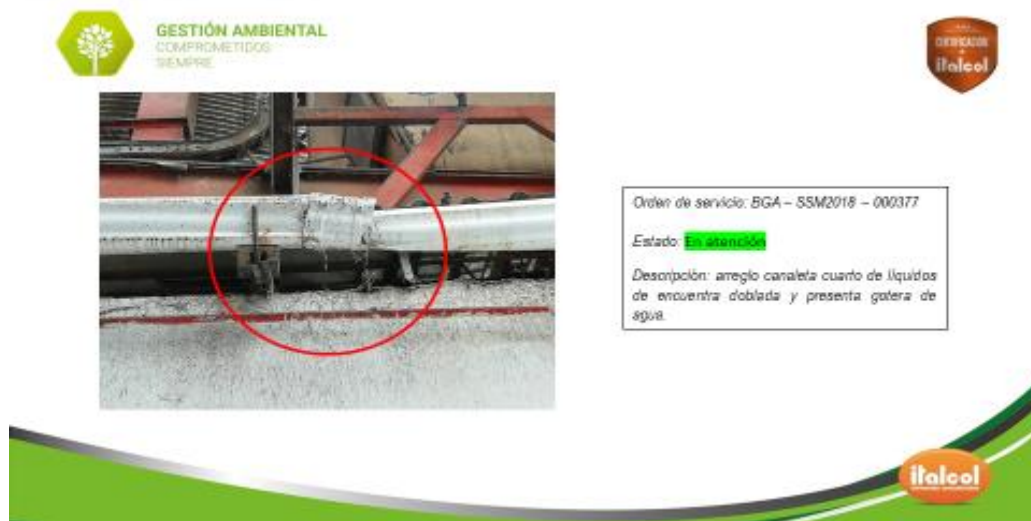 GESTIÓN AMBIENTAL
COMPROMETIDOS
SIEMPRE
CERTIFICACIÓN
italcol
Orden de servicio: BGA – SSM2018 – 000377
Estado: En atención
Descripción: arreglo canaleta cuarto de líquidos
de encuentra doblada y presenta gotera de
agua.
italcol